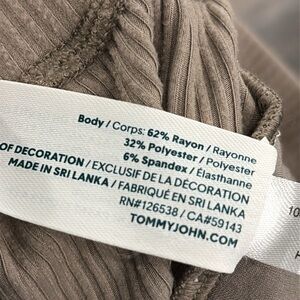 Body / Corps: 62% Rayon / Rayonne
32% Polyester / Polyester
6% Spandex / Élasthanne
OF DECORATION / EXCLUSIF DE LA DÉCORATION
MADE IN SRI LANKA / FABRIQUÉ EN SRI LANKA
RN#126538 / CA#59143
TOMMYJOHN.COM
10